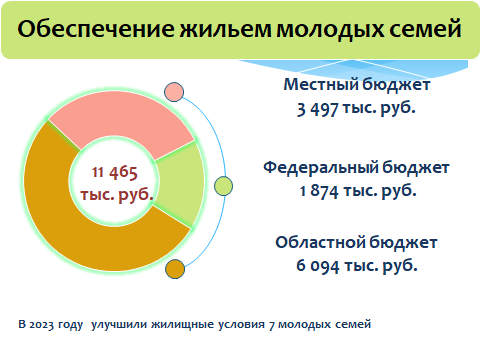 Обеспечение жильем молодых семей
Местный бюджет
3 497 тыс. руб.
11 465
тыс. руб.
Федеральный бюджет
1 874 тыс. руб.
Областной бюджет
6 094 тыс. руб.
В 2023 году улучшили жилищные условия 7 молодых семей